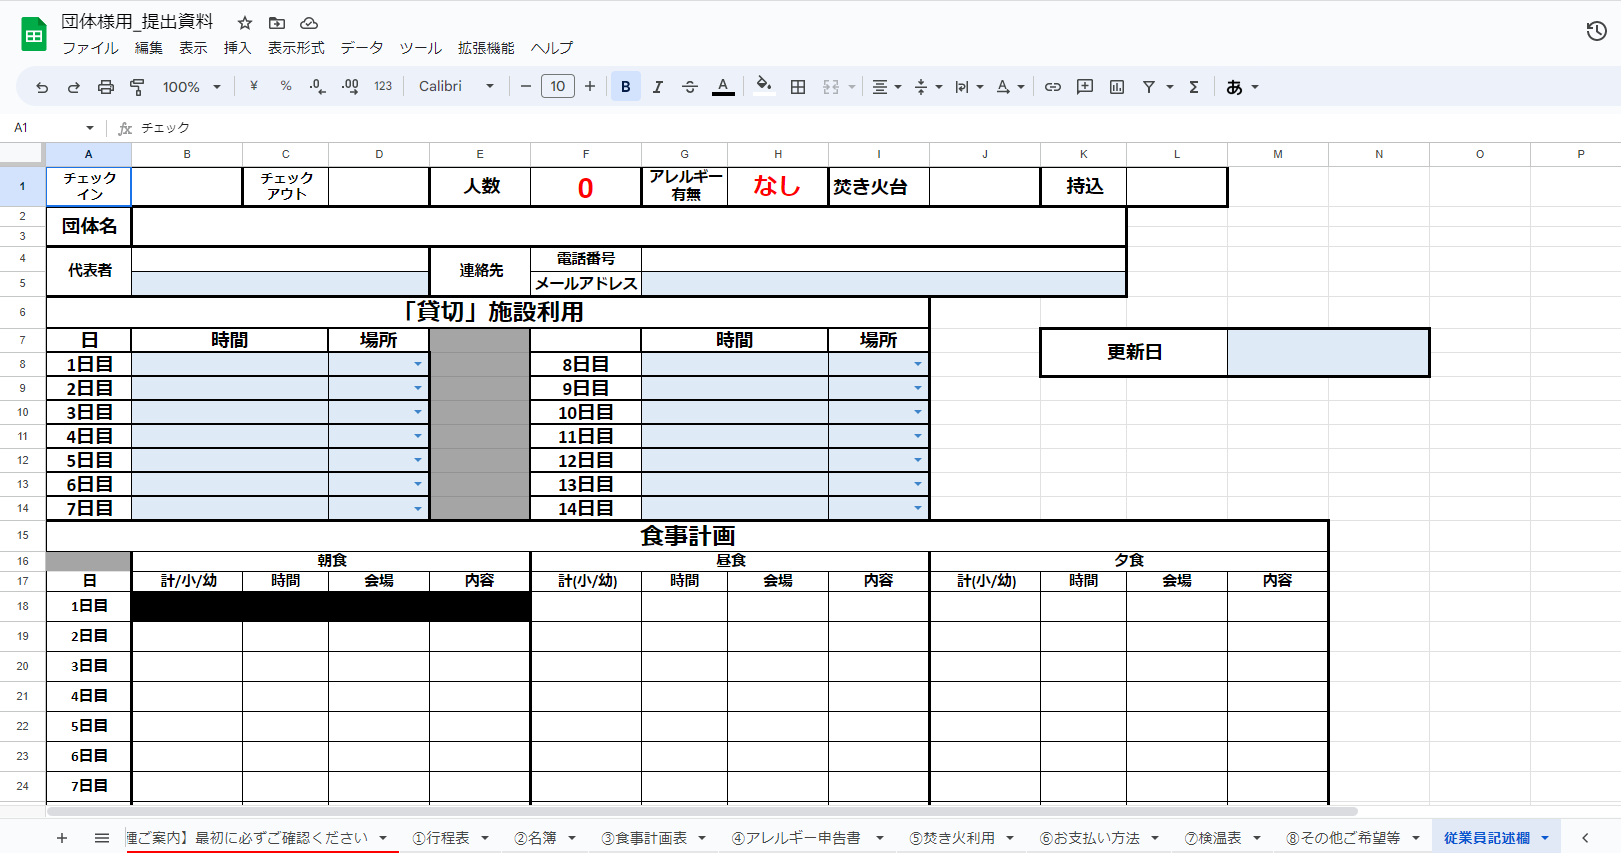 団体様用_提出資料
ファイル 編集 表示 挿入 表示形式 データ ツール 拡張機能 ヘルプ
100% ¥ % .0 .00 123 Calibri 10 B I S A A Σ あ
A1 fx チェック
A B C D E F G H I J K L M N O P
1 チェックイン チェックアウト 人数 0 アレルギー有無 なし 焚き火台 持込
2 団体名
3
4 代表者 連絡先 電話番号
5 メールアドレス
6 「貸切」施設利用
7 日 時間 場所 時間 場所 更新日
8 1日目 8日目
9 2日目 9日目
10 3日目 10日目
11 4日目 11日目
12 5日目 12日目
13 6日目 13日目
14 7日目 14日目
15 食事計画
16 朝食 昼食 夕食
17 日 計/小/幼 時間 会場 内容 計(小/幼) 時間 会場 内容 計(小/幼) 時間 会場 内容
18 1日目
19 2日目
20 3日目
21 4日目
22 5日目
23 6日目
24 7日目
種ご案内】最初に必ずご確認ください ①行程表 ②名簿 ③食事計画表 ④アレルギー申告書 ⑤焚き火利用 ⑥お支払い方法 ⑦検温表 ⑧その他ご希望等 従業員記述欄